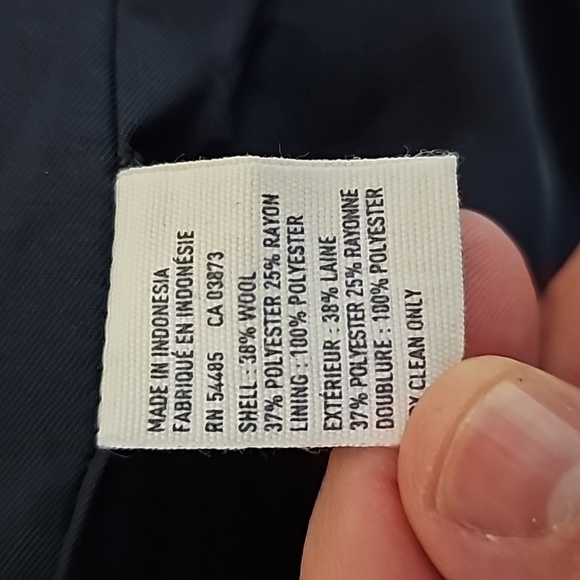 MADE IN INDONESIA
FABRIQUÉ EN INDONÉSIE
RN 54485 CA 03873
SHELL : 38% WOOL
37% POLYESTER 25% RAYON
LINING : 100% POLYESTER
EXTÉRIEUR : 38% LAINE
37% POLYESTER 25% RAYONNE
DOUBLURE : 100% POLYESTER
CLEAN ONLY